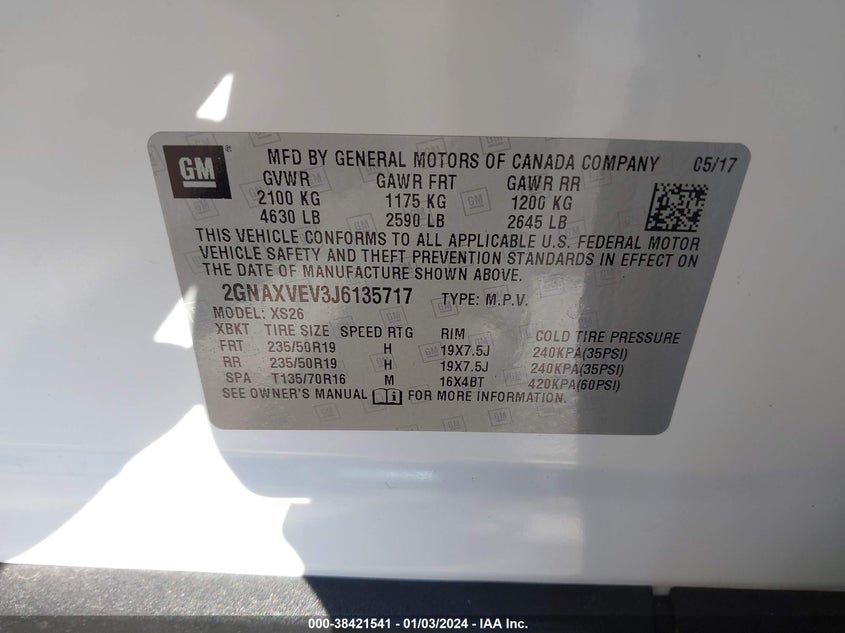 GM ® MFD BY GENERAL MOTORS OF CANADA COMPANY 05/17
GVWR GAWR FRT GAWR RR
2100 KG 1175 KG 1200 KG
4630 LB 2590 LB 2645 LB
THIS VEHICLE CONFORMS TO ALL APPLICABLE U.S. FEDERAL MOTOR
VEHICLE SAFETY AND THEFT PREVENTION STANDARDS IN EFFECT ON
THE DATE OF MANUFACTURE SHOWN ABOVE.
2GNAXVEV3J6135717 TYPE: M.P.V.
MODEL: XS26
XBKT TIRE SIZE SPEED RTG RIM COLD TIRE PRESSURE
FRT 235/50R19 H 19X7.5J 240KPA(35PSI)
RR 235/50R19 H 19X7.5J 240KPA(35PSI)
SPA T135/70R16 M 16X4BT 420KPA(60PSI)
SEE OWNER'S MANUAL FOR MORE INFORMATION.
000-38421541 - 01/03/2024 - IAA Inc.